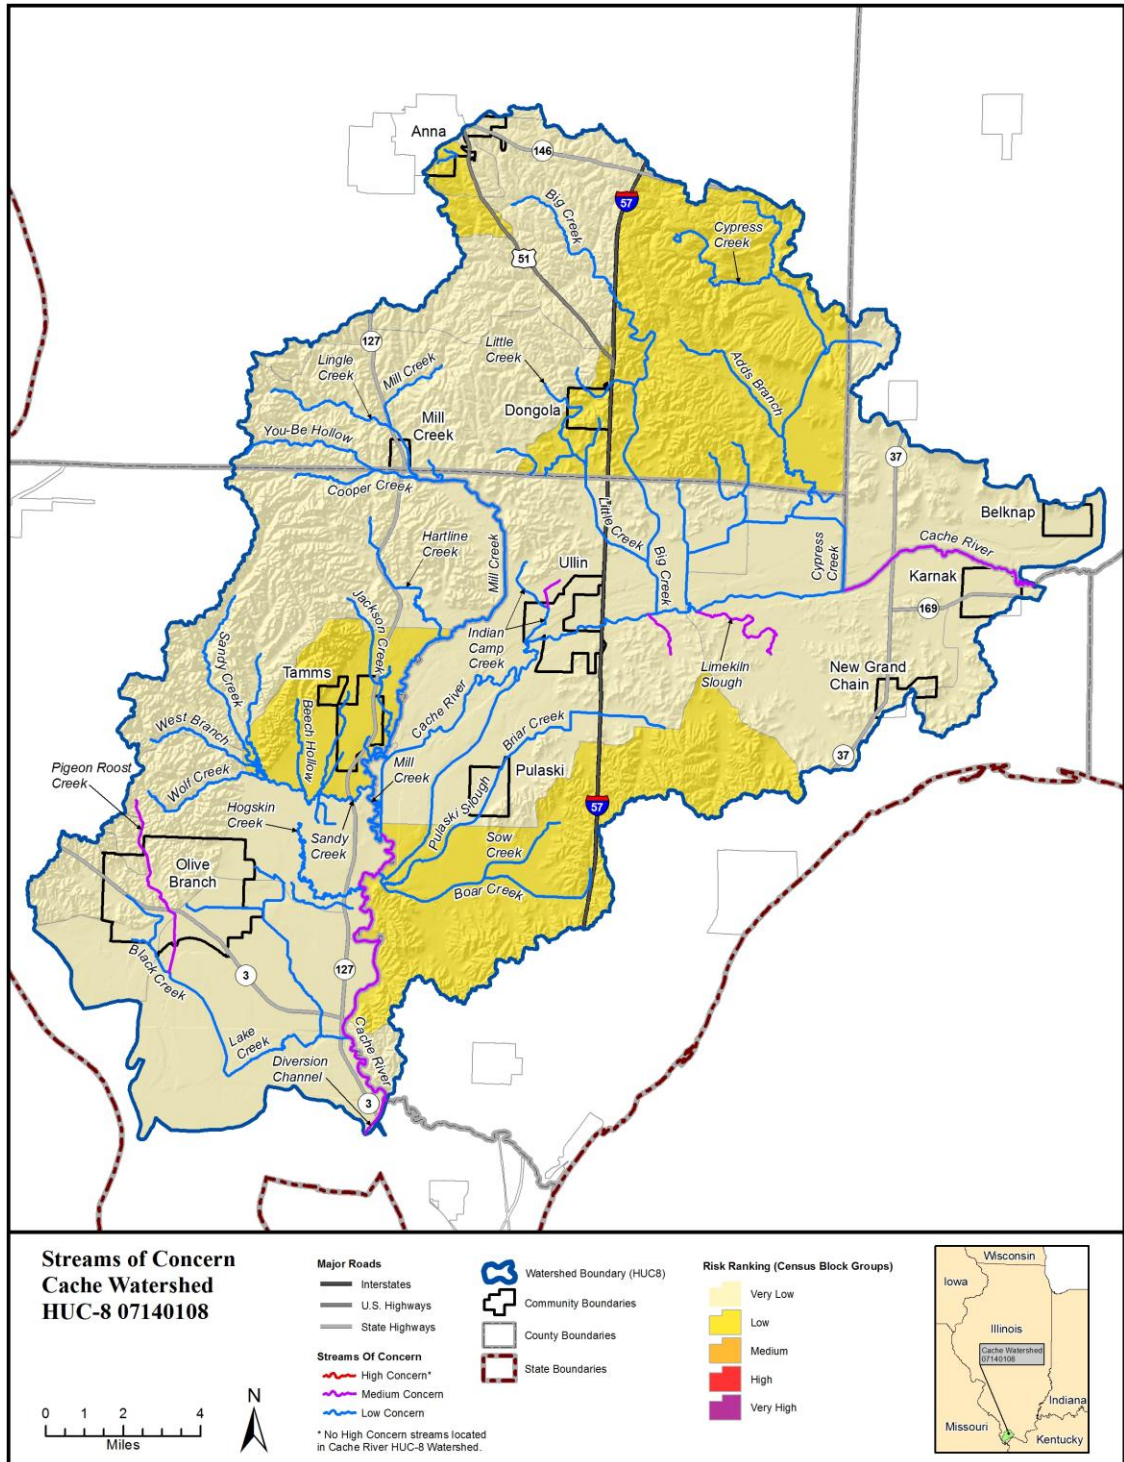 Anna
146
Big
Creek
57
Cypress
Creek
51
127
Lingle
Creek
Mill Creek
Little
Creek
Adds Branch
Mill
Creek
Dongola
You-Be Hollow
37
Cooper Creek
Belknap
Hartline
Creek
Little Creek
Mill Creek
Ullin
Big Creek
Cypress
Creek
Cache River
Karnak
169
Jackson Creek
Sandy Creek
Indian
Camp
Creek
Limekiln
Slough
New Grand
Chain
Tamms
Beech Hollow
Cache River
West Branch
Briar Creek
37
Pigeon Roost
Creek
Wolf Creek
Mill
Creek
Pulaski
57
Hogskin
Creek
Sandy
Creek
Pulaski Slough
Sow
Creek
Olive
Branch
Boar Creek
Black Creek
3
127
Lake
Creek
Cache River
Diversion
Channel
3
Streams of Concern
Cache Watershed
HUC-8 07140108
N
0 1 2 4
Miles
Major Roads
Interstates
U.S. Highways
State Highways
Streams Of Concern
High Concern*
Medium Concern
Low Concern
* No High Concern streams located
in Cache River HUC-8 Watershed.
Watershed Boundary (HUC8)
Community Boundaries
County Boundaries
State Boundaries
Risk Ranking (Census Block Groups)
Very Low
Low
Medium
High
Very High
Wisconsin
Iowa
Illinois
Cache Watershed
07140108
Indiana
Missouri
Kentucky